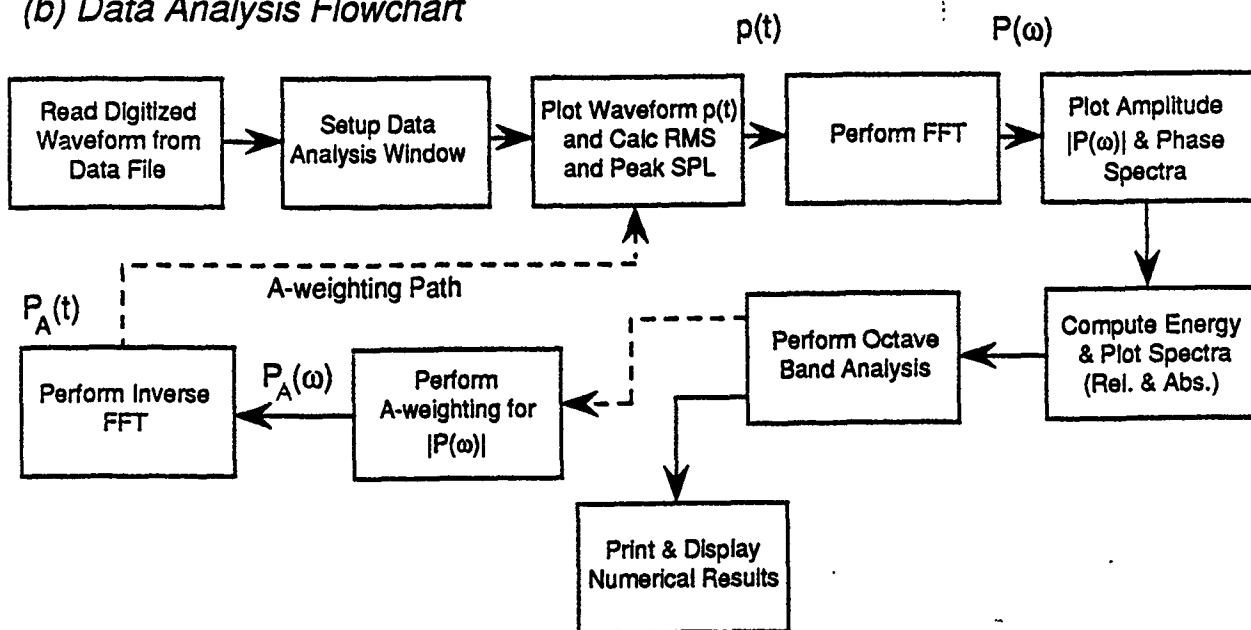 (b) Data Analysis Flowchart
p(t)
P(ω)
Read Digitized
Waveform from
Data File
Setup Data
Analysis Window
Plot Waveform p(t)
and Calc RMS
and Peak SPL
Perform FFT
Plot Amplitude
|P(ω)| & Phase
Spectra
A-weighting Path
P_A(t)
Perform Inverse
FFT
P_A(ω)
Perform
A-weighting for
|P(ω)|
Perform Octave
Band Analysis
Compute Energy
& Plot Spectra
(Rel. & Abs.)
Print & Display
Numerical Results